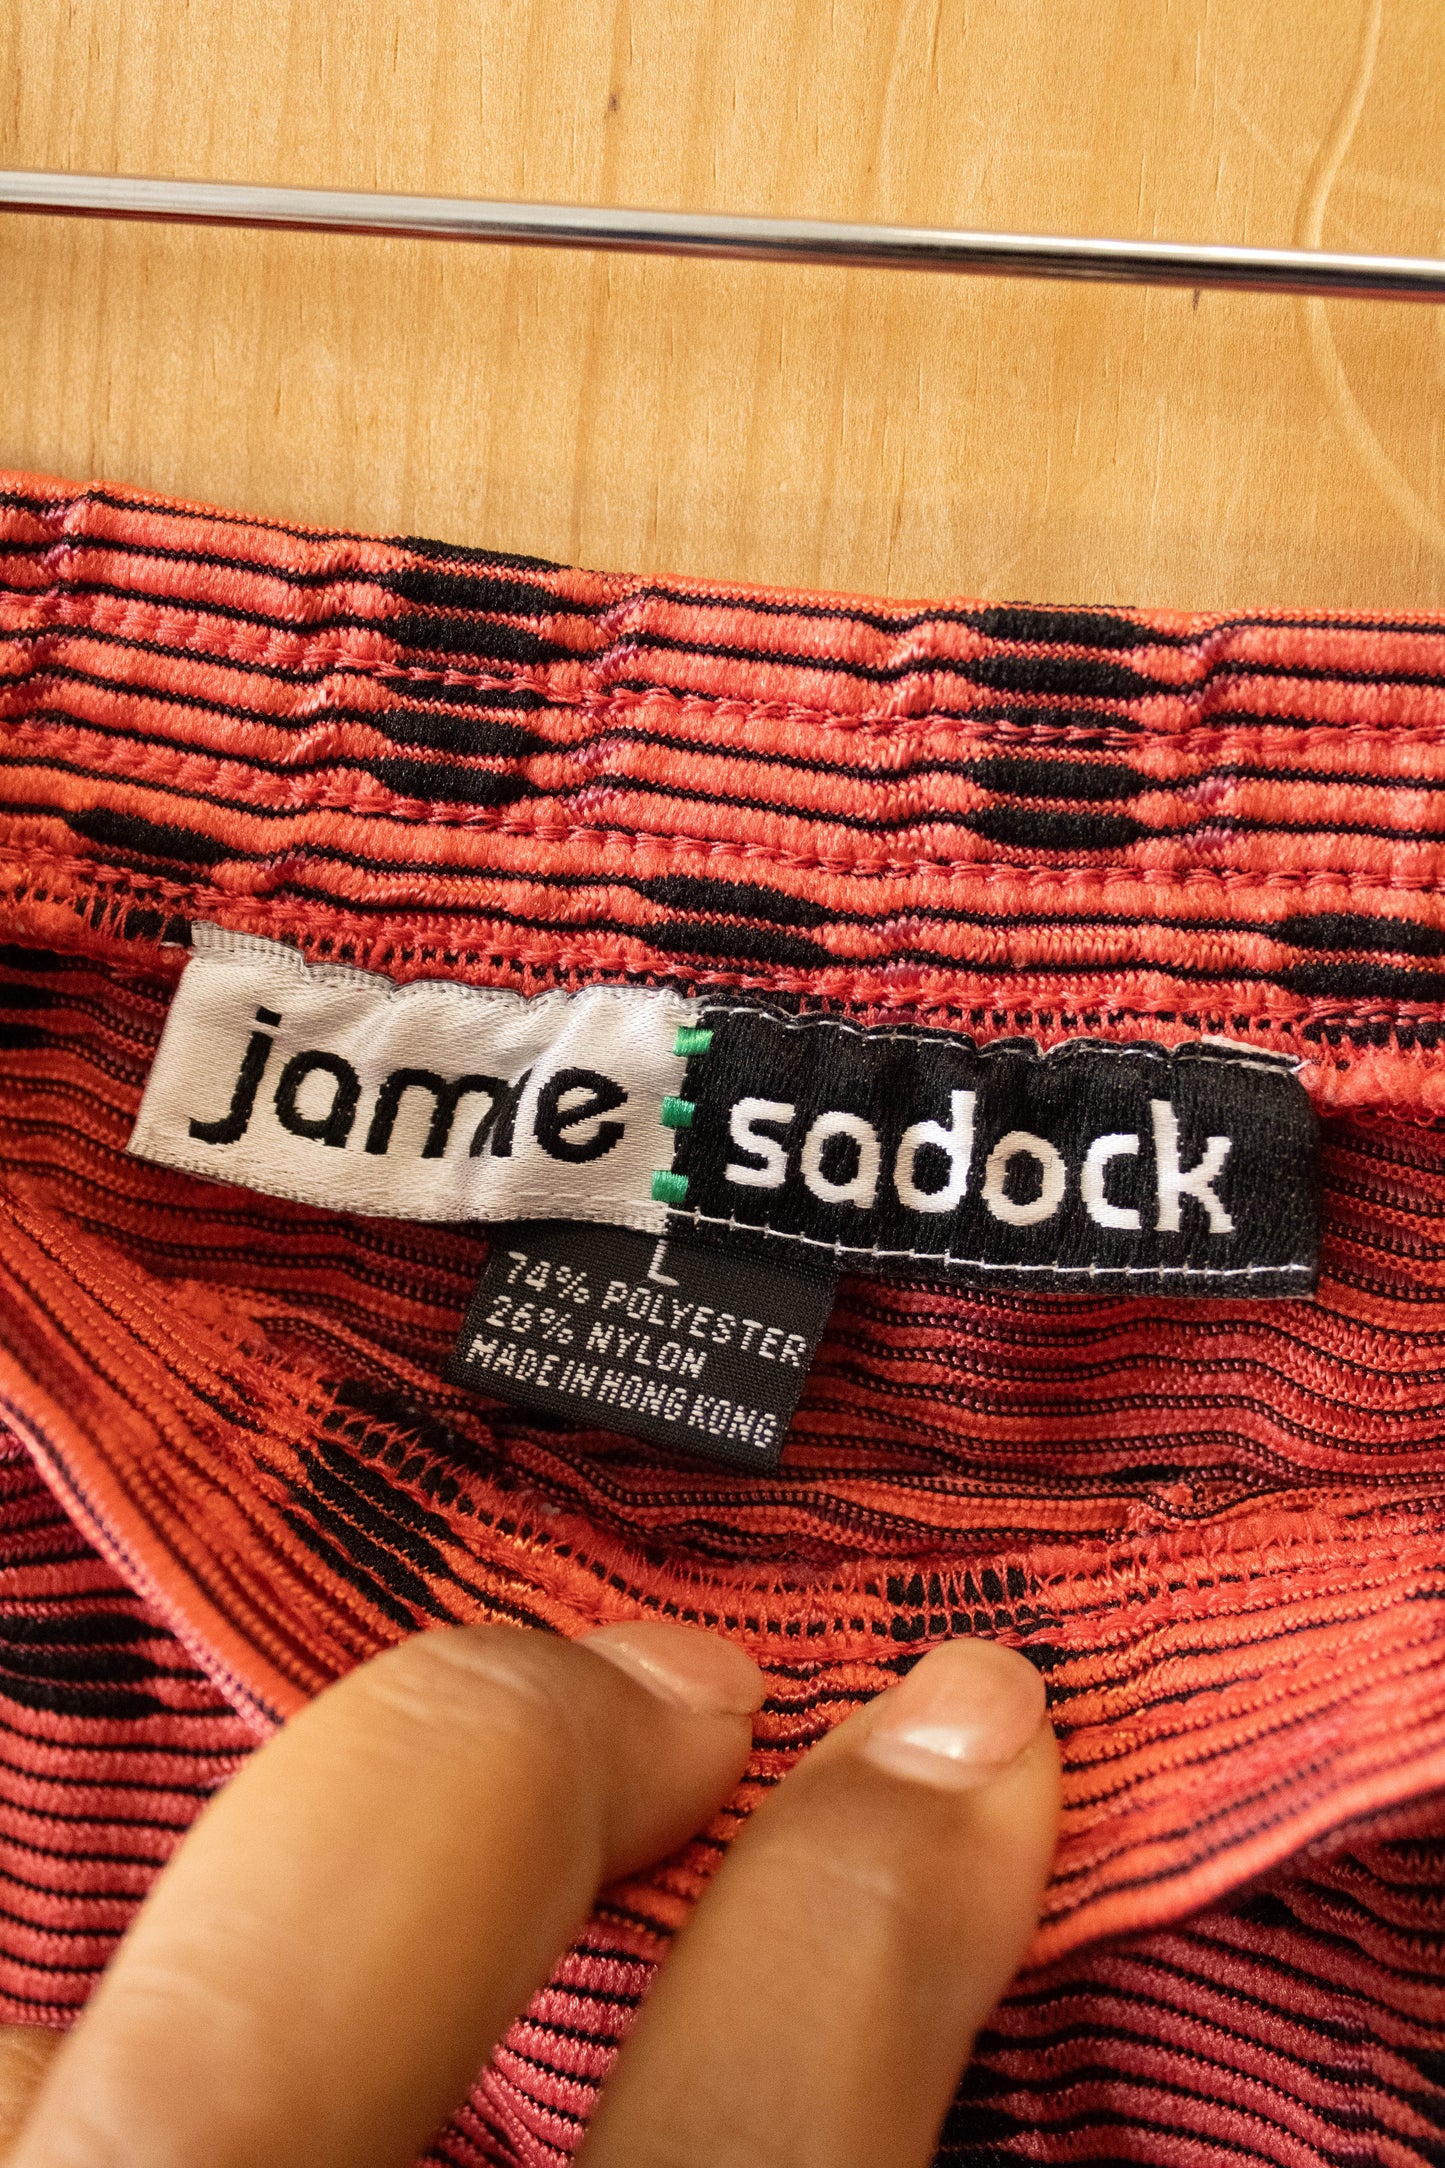 jamie sadock
L
74% POLYESTER
26% NYLON
MADE IN HONG KONG